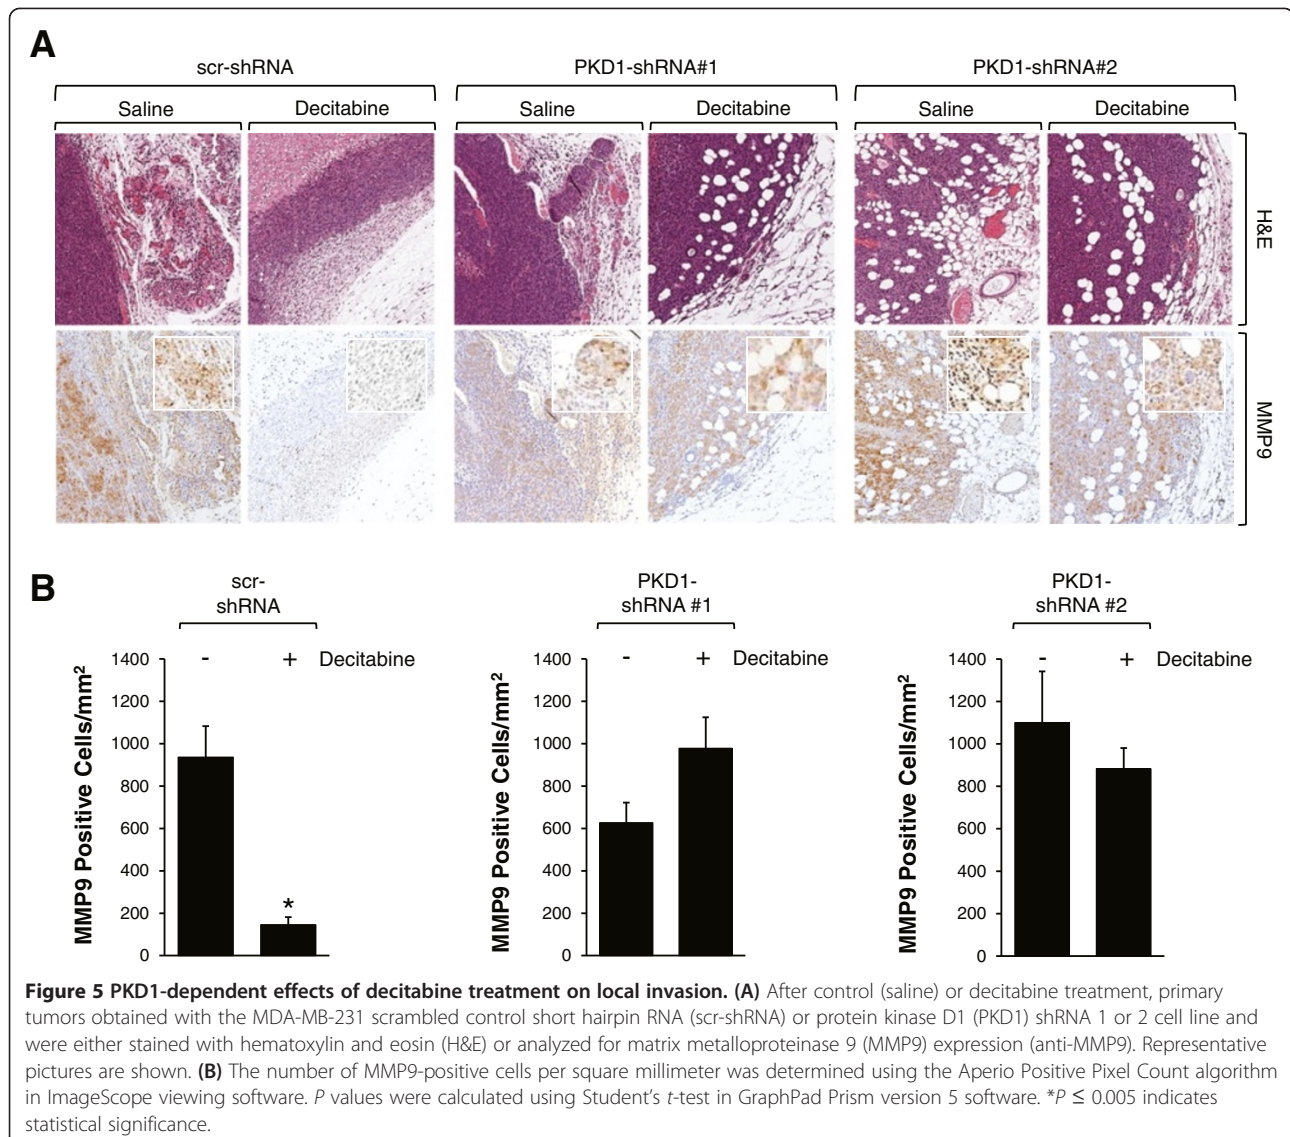 A
scr-shRNA
PKD1-shRNA#1
PKD1-shRNA#2
Saline
Decitabine
Saline
Decitabine
Saline
Decitabine
H&E
MMP9
B
scr-
shRNA
PKD1-
shRNA #1
PKD1-
shRNA #2
MMP9 Positive Cells/mm²
1400
1200
1000
800
600
400
200
0
- + Decitabine
*
MMP9 Positive Cells/mm²
1400
1200
1000
800
600
400
200
0
- + Decitabine
MMP9 Positive Cells/mm²
1400
1200
1000
800
600
400
200
0
- + Decitabine
Figure 5 PKD1-dependent effects of decitabine treatment on local invasion. (A) After control (saline) or decitabine treatment, primary
tumors obtained with the MDA-MB-231 scrambled control short hairpin RNA (scr-shRNA) or protein kinase D1 (PKD1) shRNA 1 or 2 cell line and
were either stained with hematoxylin and eosin (H&E) or analyzed for matrix metalloproteinase 9 (MMP9) expression (anti-MMP9). Representative
pictures are shown. (B) The number of MMP9-positive cells per square millimeter was determined using the Aperio Positive Pixel Count algorithm
in ImageScope viewing software. P values were calculated using Student's t-test in GraphPad Prism version 5 software. *P ≤ 0.005 indicates
statistical significance.